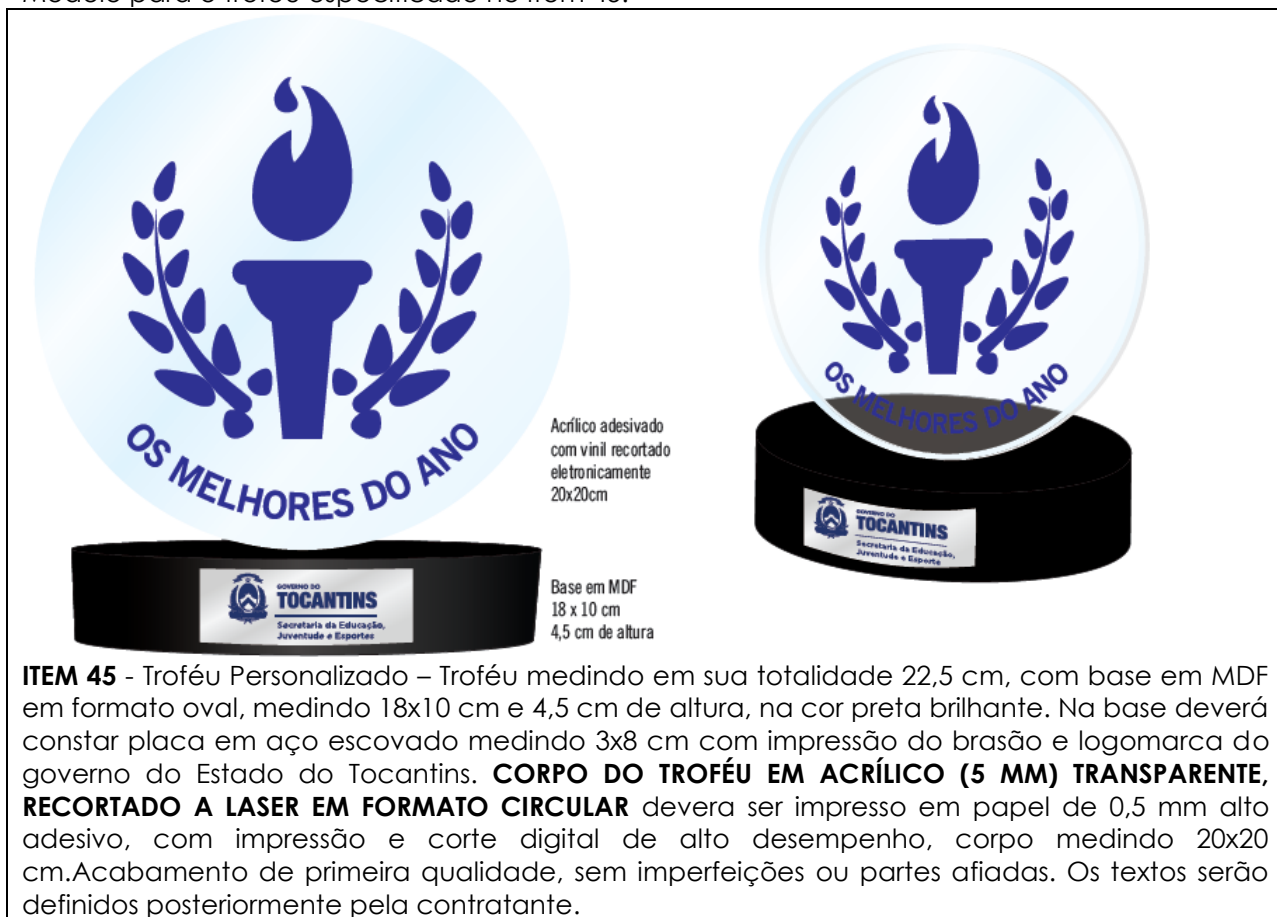 OS MELHORES DO ANO
Acrílico adesivado
com vinil recortado
eletronicamente
20x20cm
GOVERNO DO
TOCANTINS
Secretaria da Educação,
Juventude e Esportes
Base em MDF
18 x 10 cm
4,5 cm de altura
OS MELHORES DO ANO
GOVERNO DO
TOCANTINS
Secretaria da Educação,
Juventude e Esporte
ITEM 45 - Troféu Personalizado – Troféu medindo em sua totalidade 22,5 cm, com base em MDF
em formato oval, medindo 18x10 cm e 4,5 cm de altura, na cor preta brilhante. Na base deverá
constar placa em aço escovado medindo 3x8 cm com impressão do brasão e logomarca do
governo do Estado do Tocantins. CORPO DO TROFÉU EM ACRÍLICO (5 MM) TRANSPARENTE,
RECORTADO A LASER EM FORMATO CIRCULAR devera ser impresso em papel de 0,5 mm alto
adesivo, com impressão e corte digital de alto desempenho, corpo medindo 20x20
cm.Acabamento de primeira qualidade, sem imperfeições ou partes afiadas. Os textos serão
definidos posteriormente pela contratante.